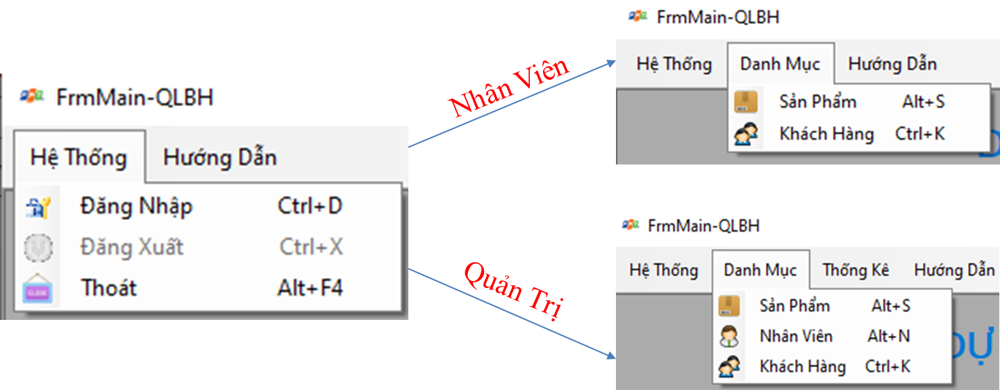 FrmMain-QLBH
Hệ Thống Hướng Dẫn
Đăng Nhập Ctrl+D
Đăng Xuất Ctrl+X
Thoát Alt+F4
Nhân Viên
Quản Trị
FrmMain-QLBH
Hệ Thống Danh Mục Hướng Dẫn
Sản Phẩm Alt+S
Khách Hàng Ctrl+K
FrmMain-QLBH
Hệ Thống Danh Mục Thống Kê Hướng Dẫn
Sản Phẩm Alt+S
Nhân Viên Alt+N
Khách Hàng Ctrl+K